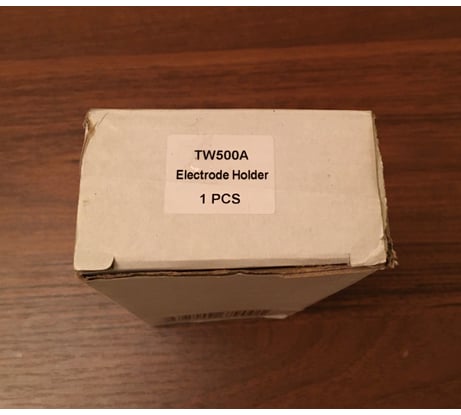 TW500A
Electrode Holder
1 PCS